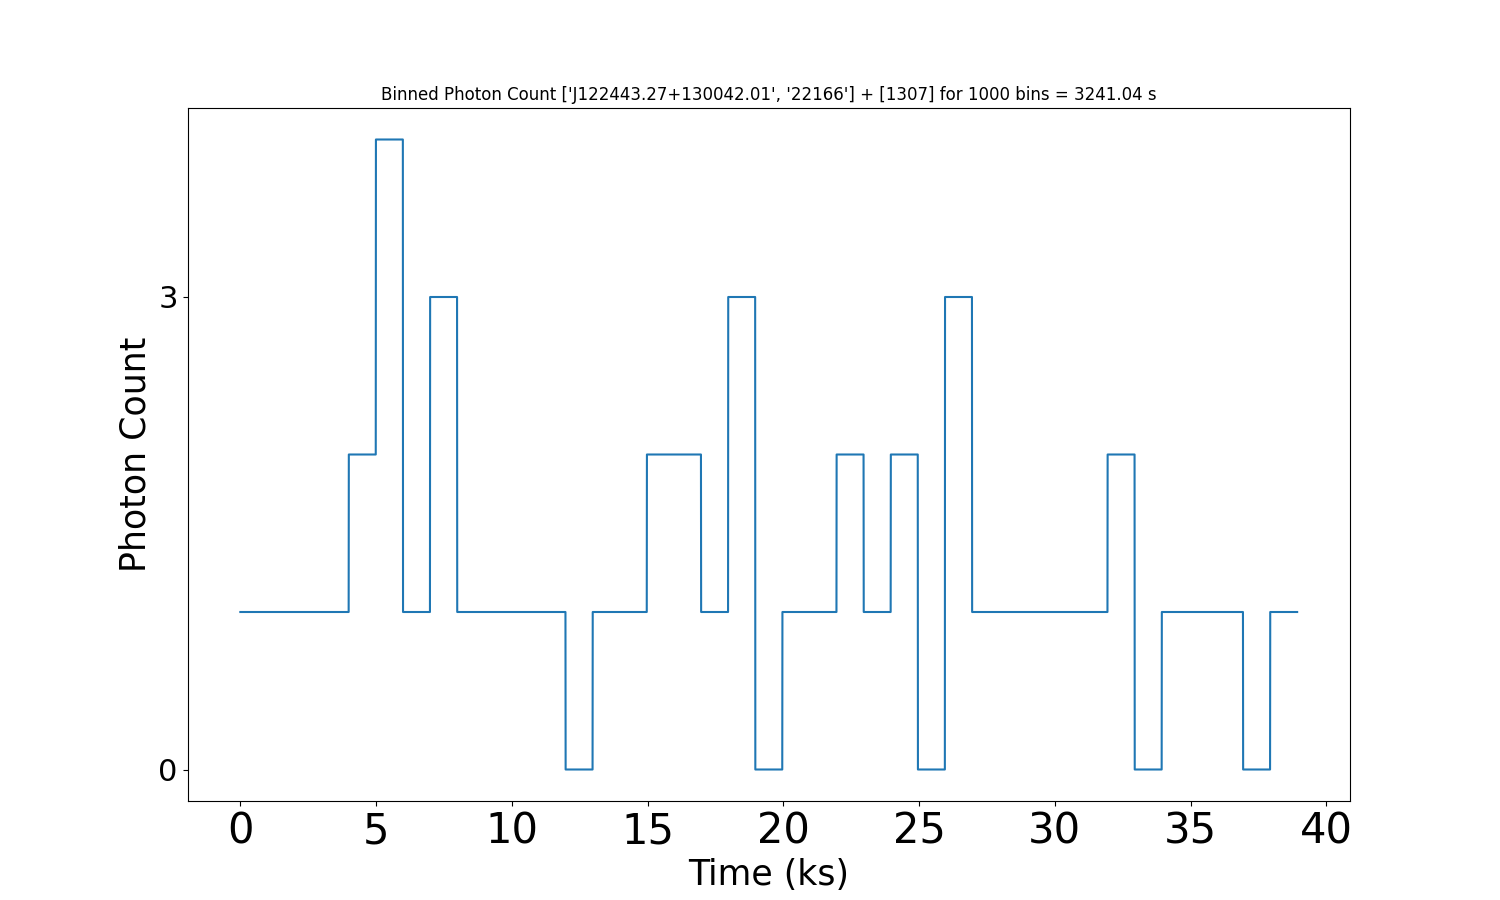 Binned Photon Count ['J122443.27+130042.01', '22166'] + [1307] for 1000 bins = 3241.04 s
3
0
Photon Count
0 5 10 15 20 25 30 35 40
Time (ks)